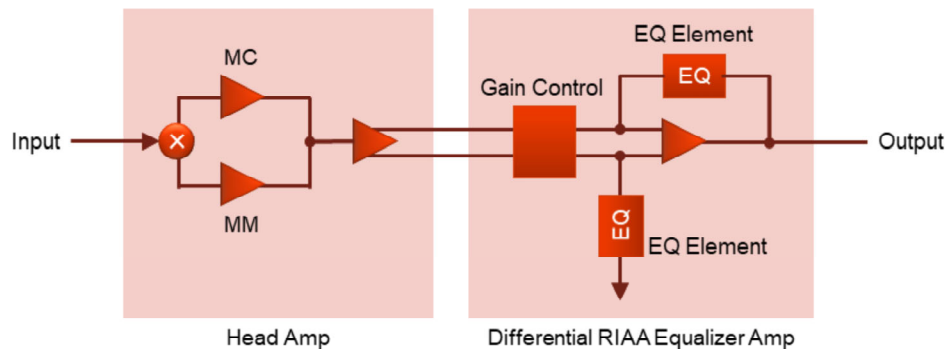 MC
MM
Input
Head Amp
Gain Control
EQ Element
EQ
EQ
EQ Element
Output
Differential RIAA Equalizer Amp